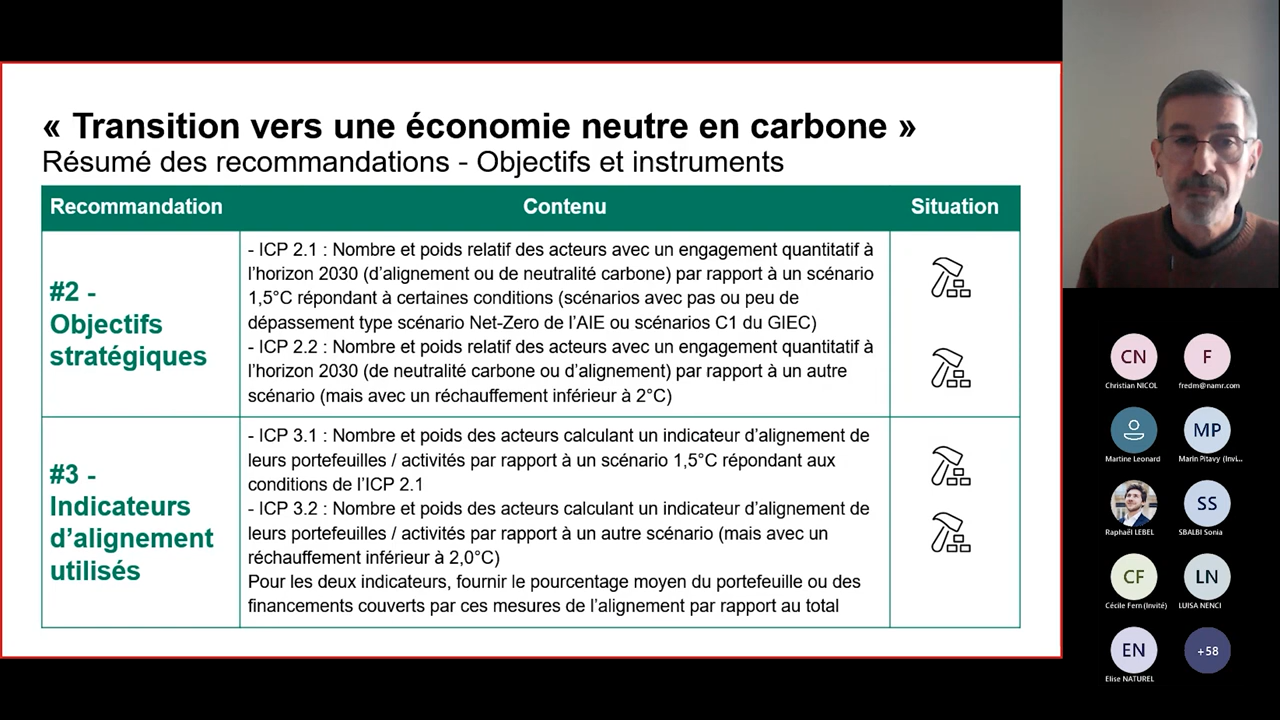 « Transition vers une économie neutre en carbone »
Résumé des recommandations - Objectifs et instruments
Recommandation
Contenu
Situation
#2 -
Objectifs
stratégiques
- ICP 2.1 : Nombre et poids relatif des acteurs avec un engagement quantitatif à
l’horizon 2030 (d’alignement ou de neutralité carbone) par rapport à un scénario
1,5°C répondant à certaines conditions (scénarios avec pas ou peu de
dépassement type scénario Net-Zero de l’AIE ou scénarios C1 du GIEC)
- ICP 2.2 : Nombre et poids relatif des acteurs avec un engagement quantitatif à
l’horizon 2030 (de neutralité carbone ou d’alignement) par rapport à un autre
scénario (mais avec un réchauffement inférieur à 2°C)
#3 -
Indicateurs
d’alignement
utilisés
- ICP 3.1 : Nombre et poids des acteurs calculant un indicateur d’alignement de
leurs portefeuilles / activités par rapport à un scénario 1,5°C répondant aux
conditions de l’ICP 2.1
- ICP 3.2 : Nombre et poids des acteurs calculant un indicateur d’alignement de
leurs portefeuilles / activités par rapport à un autre scénario (mais avec un
réchauffement inférieur à 2,0°C)
Pour les deux indicateurs, fournir le pourcentage moyen du portefeuille ou des
financements couverts par ces mesures de l’alignement par rapport au total
CN
F
Christian NICOL
fredm@namr.com
MP
Martine Leonard
Marin Pitavy (Invi...
SS
Raphaël LEBEL
SBALBI Sonia
CF
LN
Cécile Fern (Invité)
LUISA NENCI
EN
+58
Elise NATUREL